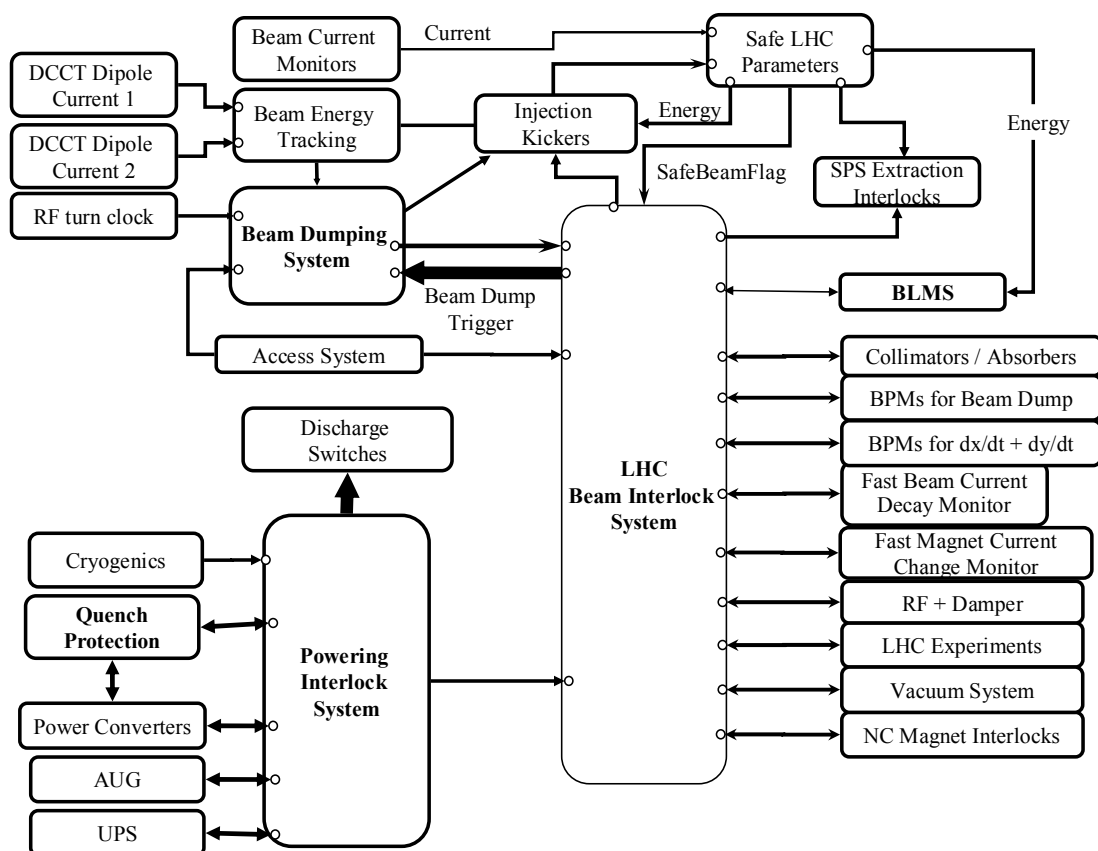 Beam Current
Monitors
Current
Safe LHC
Parameters
DCCT Dipole
Current 1
Beam Energy
Tracking
Injection
Kickers
Energy
Energy
DCCT Dipole
Current 2
SafeBeamFlag
SPS Extraction
Interlocks
RF turn clock
Beam Dumping
System
Beam Dump
Trigger
BLMS
Access System
Collimators / Absorbers
BPMs for Beam Dump
Discharge
Switches
BPMs for dx/dt + dy/dt
LHC
Beam Interlock
System
Fast Beam Current
Decay Monitor
Cryogenics
Fast Magnet Current
Change Monitor
Quench
Protection
RF + Damper
Powering
Interlock
System
LHC Experiments
Power Converters
Vacuum System
NC Magnet Interlocks
AUG
UPS